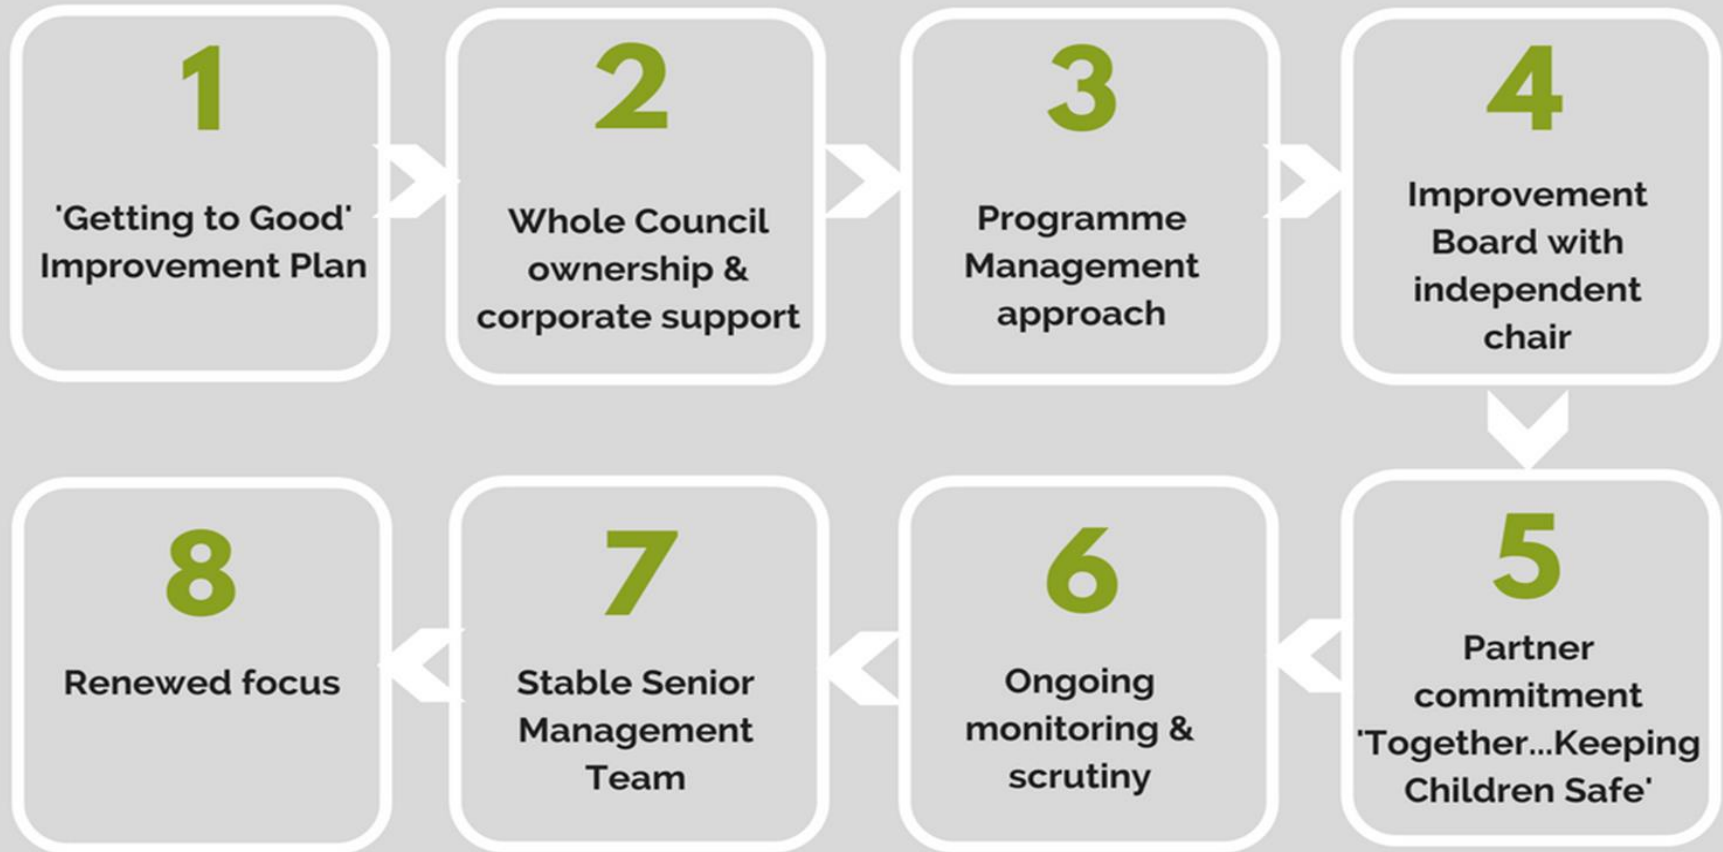 1
'Getting to Good'
Improvement Plan
2
Whole Council
ownership &
corporate support
3
Programme
Management
approach
4
Improvement
Board with
independent
chair
5
Partner
commitment
'Together...Keeping
Children Safe'
6
Ongoing
monitoring &
scrutiny
7
Stable Senior
Management
Team
8
Renewed focus